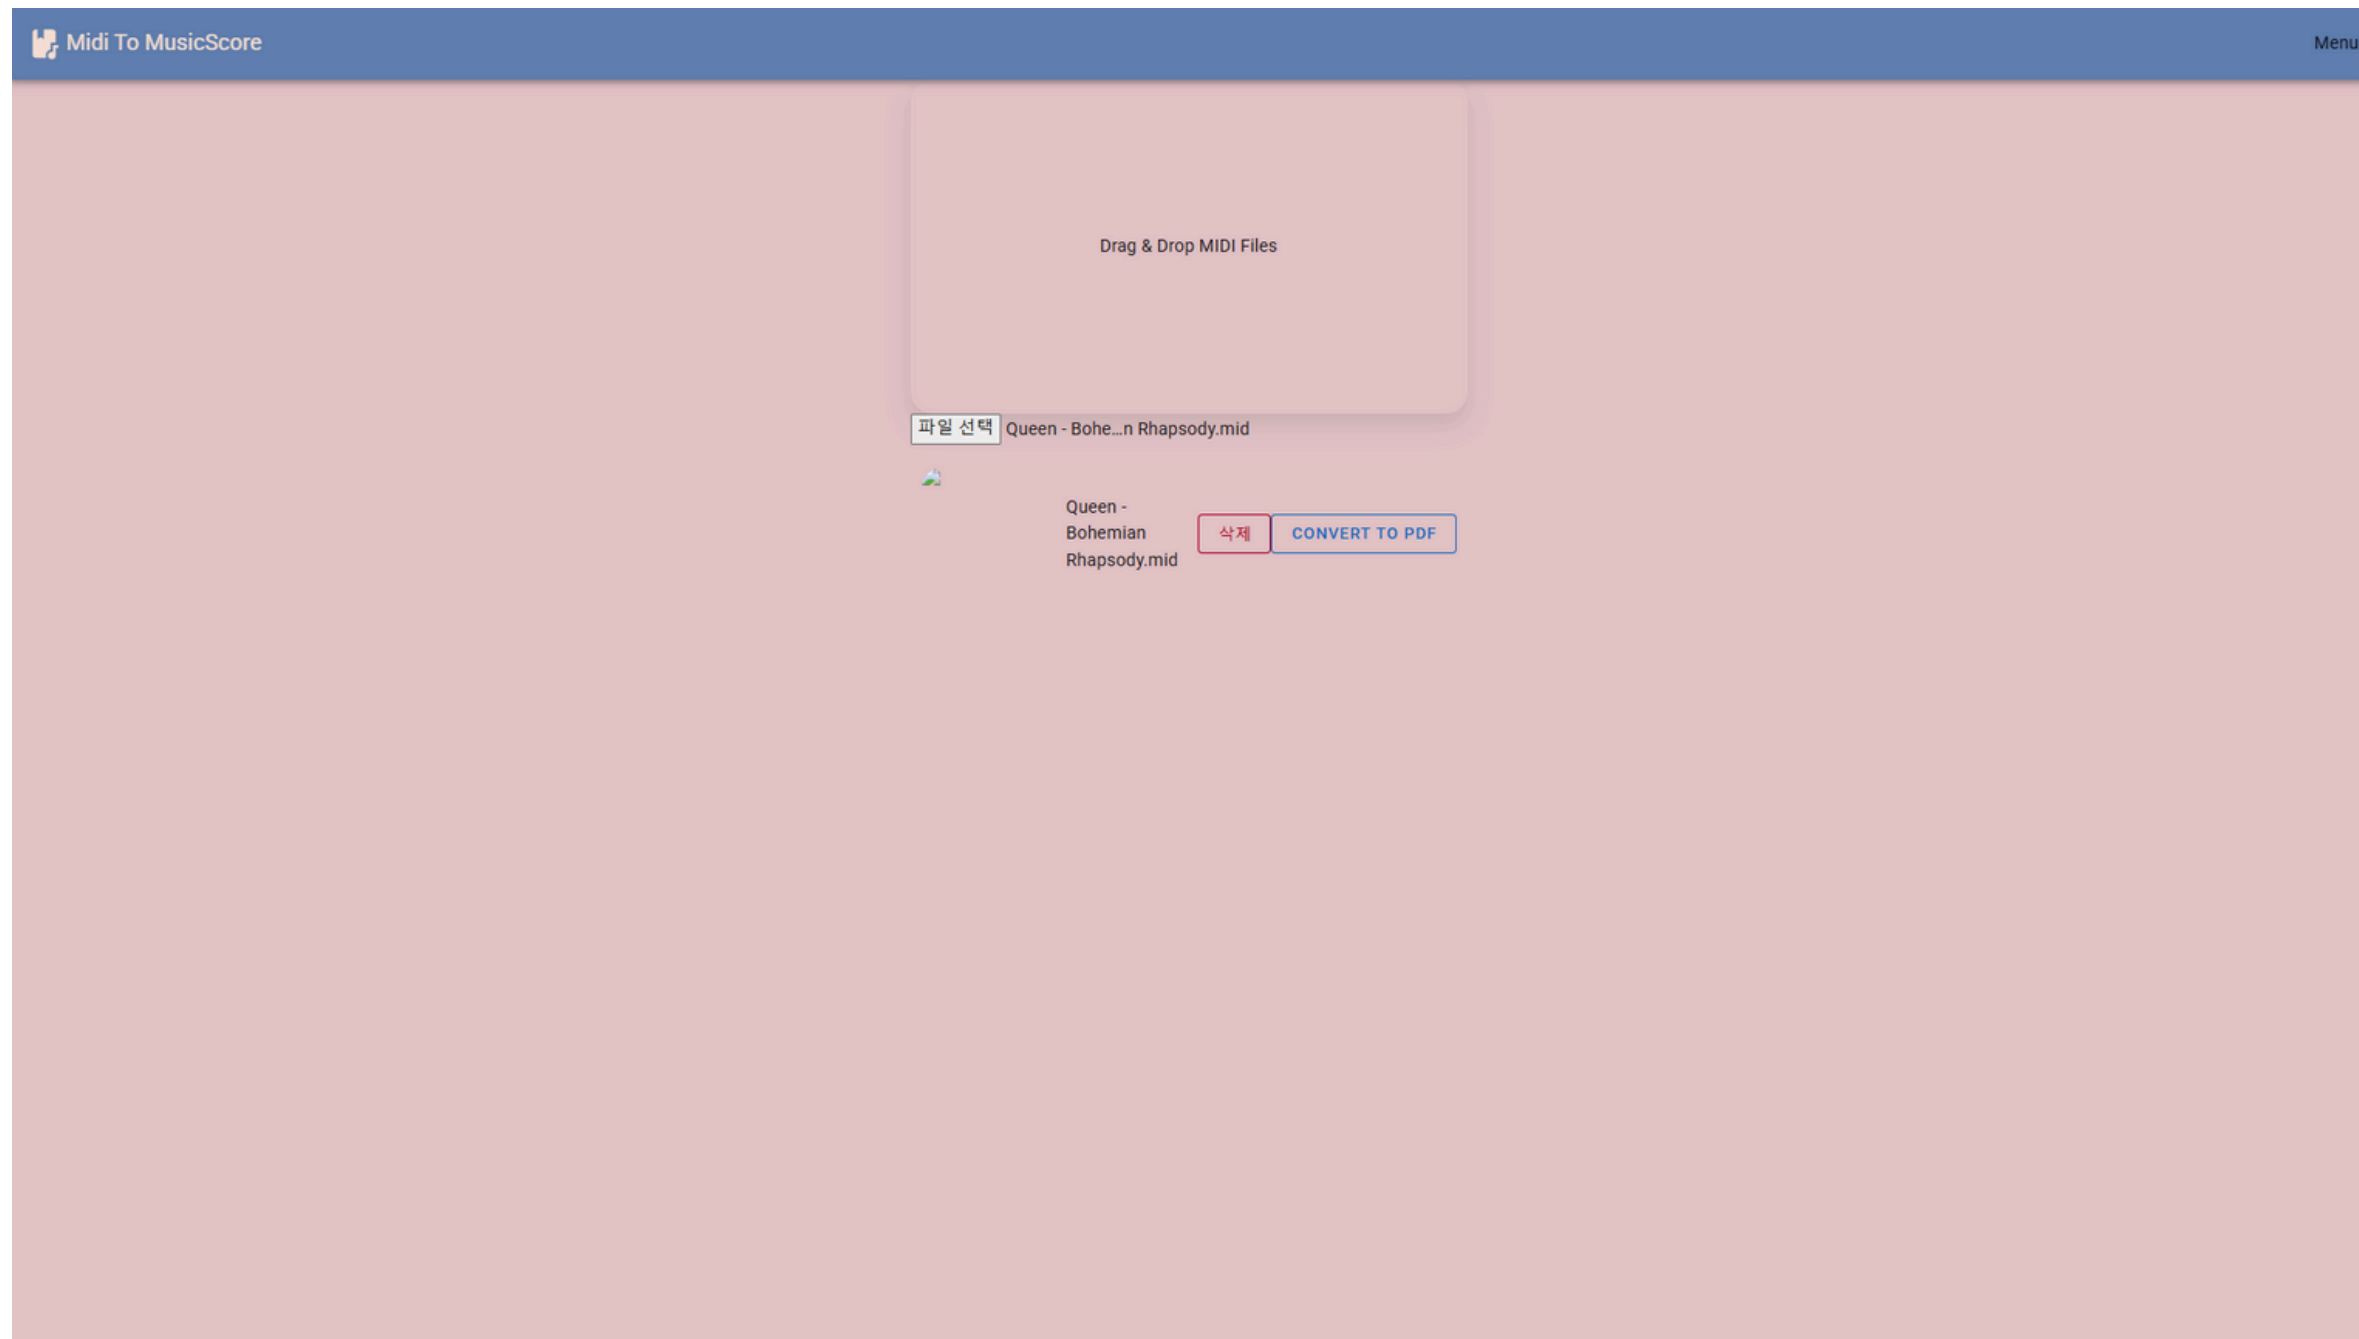 Midi To MusicScore
Menu
Drag & Drop MIDI Files
파일 선택 Queen - Bohe...n Rhapsody.mid
Queen -
Bohemian
Rhapsody.mid
삭제 CONVERT TO PDF